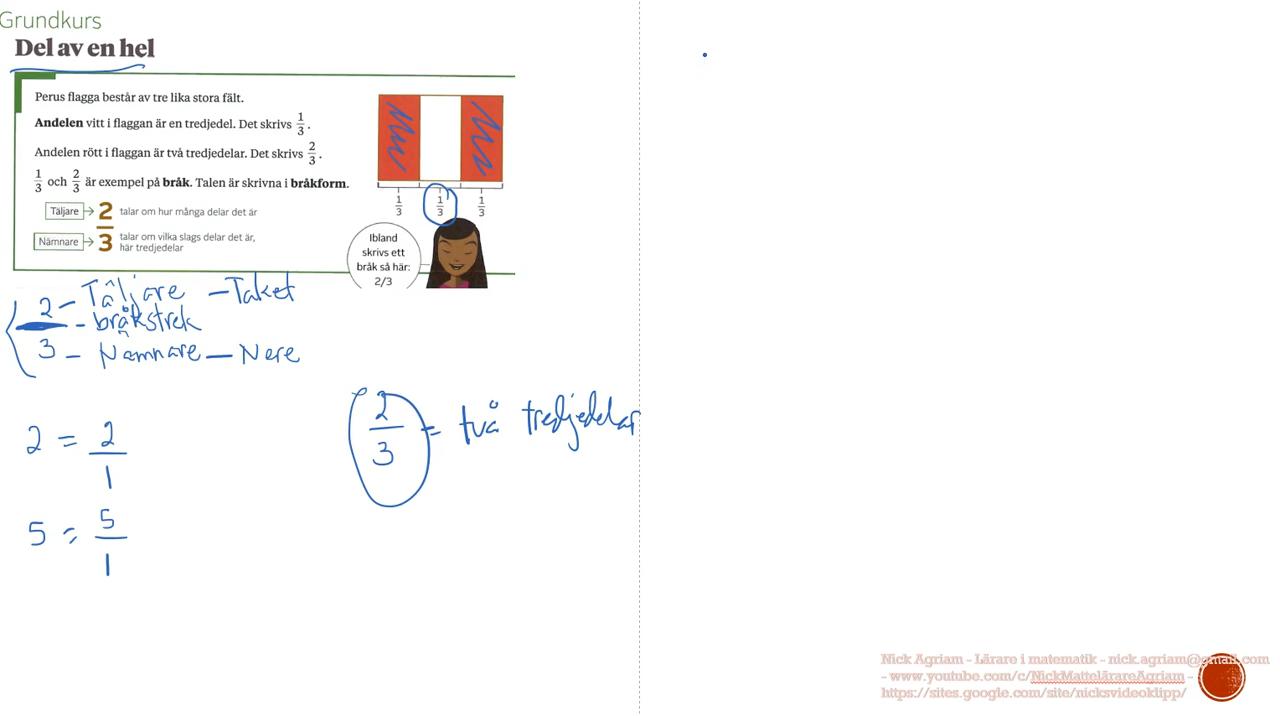 Grundkurs
Del av en hel
Perus flagga består av tre lika stora fält.
Andelen vitt i flaggan är en tredjedel. Det skrivs 1/3.
Andelen rött i flaggan är två tredjedelar. Det skrivs 2/3.
1/3 och 2/3 är exempel på bråk. Talen är skrivna i bråkform.
Täljare → 2 talar om hur många delar det är
Nämnare → 3 talar om vilka slags delar det är,
här tredjedelar
1/3 1/3 1/3
Ibland
skrivs ett
bråk så här:
2/3
2 – Täljare – Taket
– bråkstrek
3 – Nämnare – Nere
2 = 2/1
5 = 5/1
2/3 = två tredjedelar
Nick Agriam - Lärare i matematik - nick.agriam@gmail.com
- www.youtube.com/c/NickMattelärareAgriam -
https://sites.google.com/site/nicksvideoklipp/